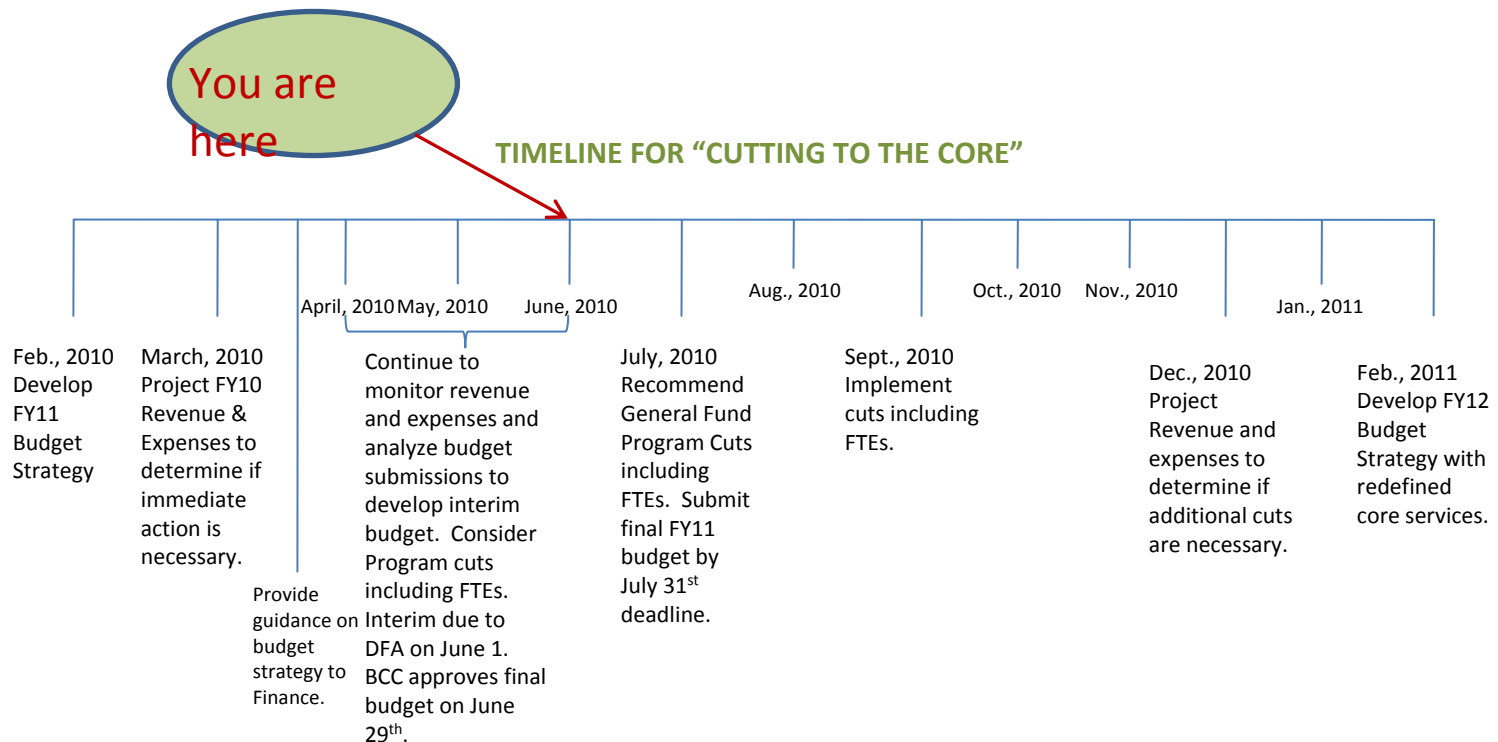 You are
here
TIMELINE FOR “CUTTING TO THE CORE”
April, 2010
May, 2010
June, 2010
Aug., 2010
Oct., 2010
Nov., 2010
Jan., 2011
Feb., 2010
Develop
FY11
Budget
Strategy
March, 2010
Project FY10
Revenue &
Expenses to
determine if
immediate
action is
necessary.
Provide
guidance on
budget
strategy to
Finance.
Continue to
monitor revenue
and expenses and
analyze budget
submissions to
develop interim
budget.  Consider
Program cuts
including FTEs.
Interim due to
DFA on June 1.
BCC approves final
budget on June
29th.
July, 2010
Recommend
General Fund
Program Cuts
including
FTEs.  Submit
final FY11
budget by
July 31st
deadline.
Sept., 2010
Implement
cuts including
FTEs.
Dec., 2010
Project
Revenue and
expenses to
determine if
additional cuts
are necessary.
Feb., 2011
Develop FY12
Budget
Strategy with
redefined
core services.